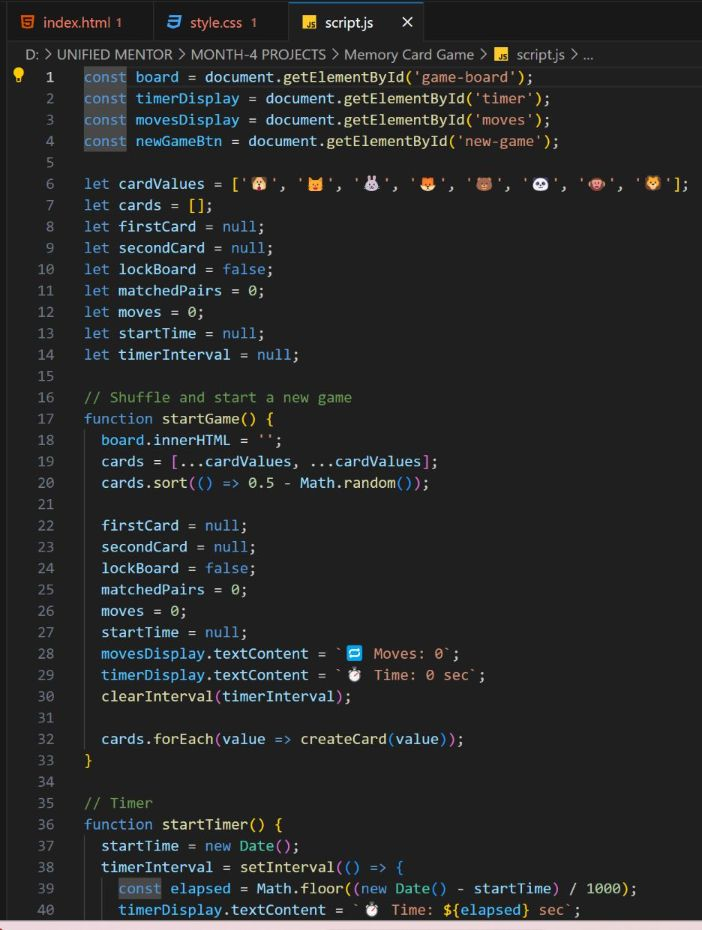 index.html 1 style.css 1 JS script.js ×
D: > UNIFIED MENTOR > MONTH-4 PROJECTS > Memory Card Game > JS script.js > ...
1 const board = document.getElementById('game-board');
2 const timerDisplay = document.getElementById('timer');
3 const movesDisplay = document.getElementById('moves');
4 const newGameBtn = document.getElementById('new-game');
5
6 let cardValues = ['🐶', '🐱', '🐰', '🦊', '🐻', '🐼', '🐵', '🦁'];
7 let cards = [];
8 let firstCard = null;
9 let secondCard = null;
10 let lockBoard = false;
11 let matchedPairs = 0;
12 let moves = 0;
13 let startTime = null;
14 let timerInterval = null;
15
16 // Shuffle and start a new game
17 function startGame() {
18 board.innerHTML = '';
19 cards = [...cardValues, ...cardValues];
20 cards.sort(() => 0.5 - Math.random());
21
22 firstCard = null;
23 secondCard = null;
24 lockBoard = false;
25 matchedPairs = 0;
26 moves = 0;
27 startTime = null;
28 movesDisplay.textContent = `🔁 Moves: 0`;
29 timerDisplay.textContent = `⏱️ Time: 0 sec`;
30 clearInterval(timerInterval);
31
32 cards.forEach(value => createCard(value));
33 }
34
35 // Timer
36 function startTimer() {
37 startTime = new Date();
38 timerInterval = setInterval(() => {
39 const elapsed = Math.floor((new Date() - startTime) / 1000);
40 timerDisplay.textContent = `⏱️ Time: ${elapsed} sec`;